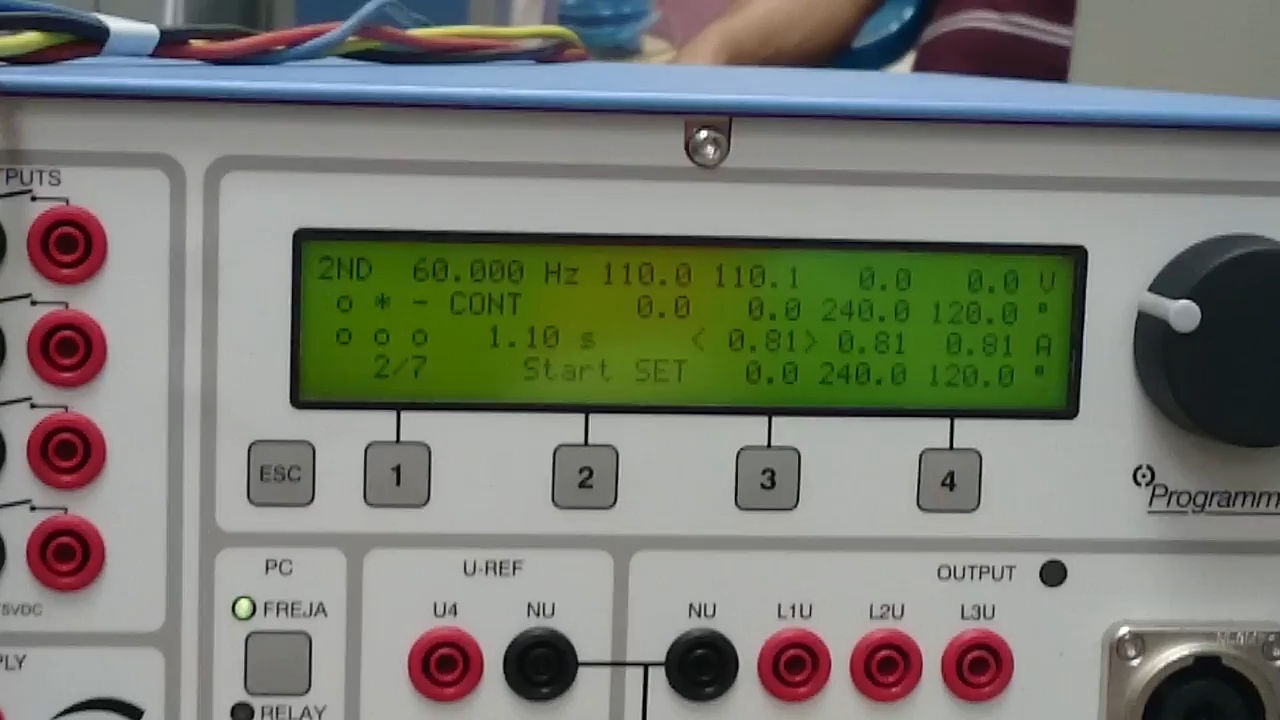 TPUTS
2ND 60.000 Hz 110.0 110.1 0.0 0.0 V
o * - CONT 0.0 0.0 240.0 120.0 °
o o o 1.10 s < 0.81> 0.81 0.81 A
2/7 Start SET 0.0 240.0 120.0 °
ESC 1 2 3 4
Programm
PC U-REF OUTPUT
5VDC FREJA U4 NU NU L1U L2U L3U
PLY
RELAY